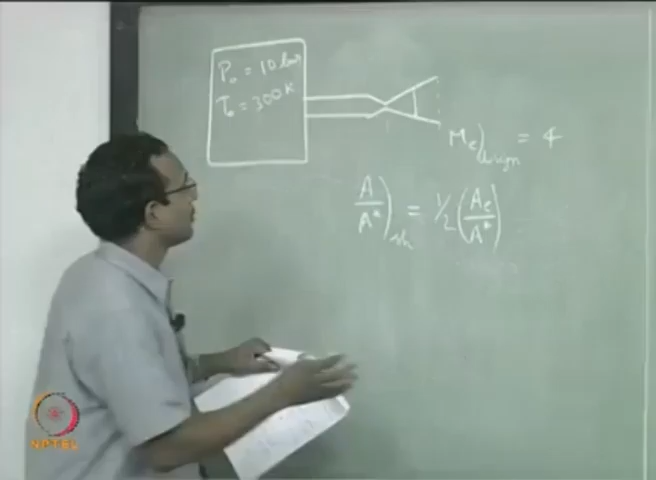 P₀ = 10 bar
T₀ = 300 K
Me)design = 4
A/A*)sh = 1/2 (Ae/A*)
NPTEL